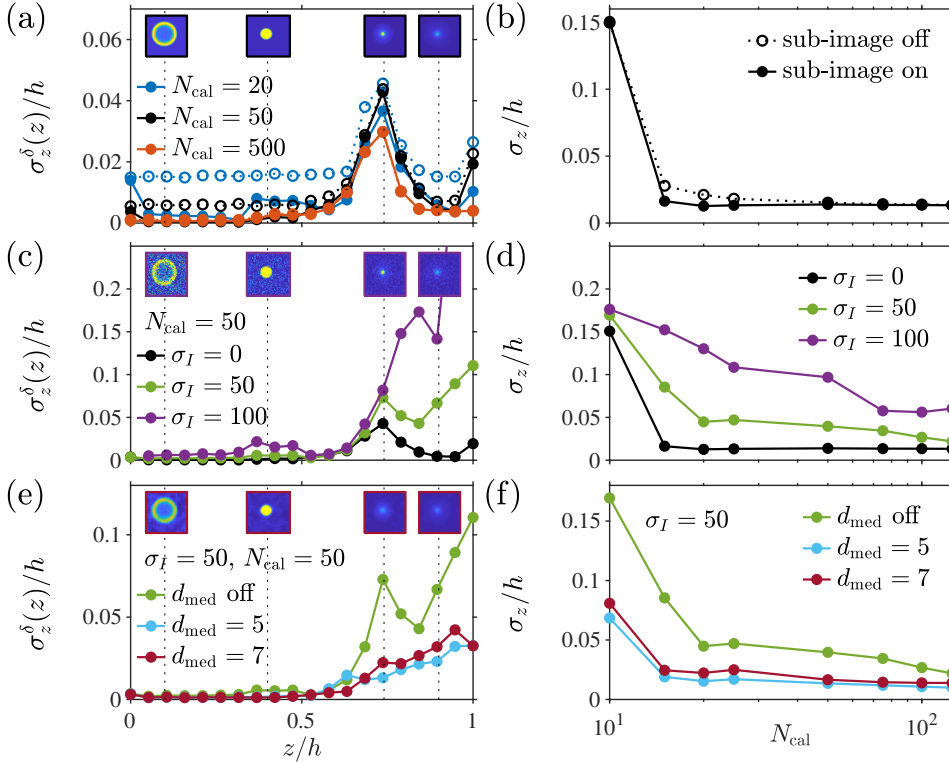 (a)
0.06
0.04
0.02
0
σ_z^δ(z)/h
N_cal = 20
N_cal = 50
N_cal = 500
(b)
0.15
0.1
0.05
0
σ_z/h
sub-image off
sub-image on
(c)
0.2
0.15
0.1
0.05
0
σ_z^δ(z)/h
N_cal = 50
σ_I = 0
σ_I = 50
σ_I = 100
(d)
0.2
0.15
0.1
0.05
0
σ_z/h
σ_I = 0
σ_I = 50
σ_I = 100
(e)
0.1
0.05
0
σ_z^δ(z)/h
σ_I = 50, N_cal = 50
d_med off
d_med = 5
d_med = 7
0 0.5 1
z/h
(f)
0.15
0.1
0.05
0
σ_z/h
σ_I = 50
d_med off
d_med = 5
d_med = 7
10^1 10^2
N_cal